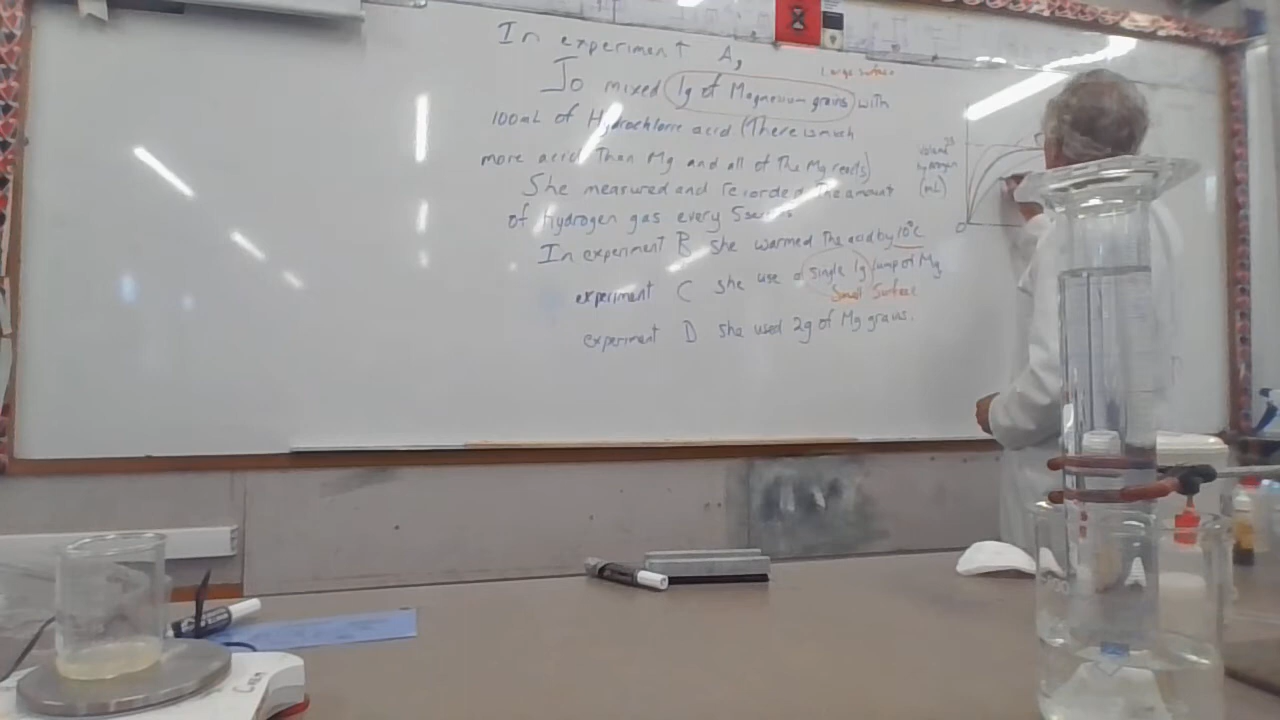 In experiment A,
Large surface
Jo mixed 1g of Magnesium grains with
100mL of Hydrochloric acid (There is much
more acid Than Mg and all of The Mg reacts)
She measured and recorded The amount
of hydrogen gas every 5
In experiment B she warmed The acid by 10°C
experiment C she use a single 1g lump of Mg
Small Surface
experiment D she used 2g of Mg grains.
hydrogen
(mL)
0